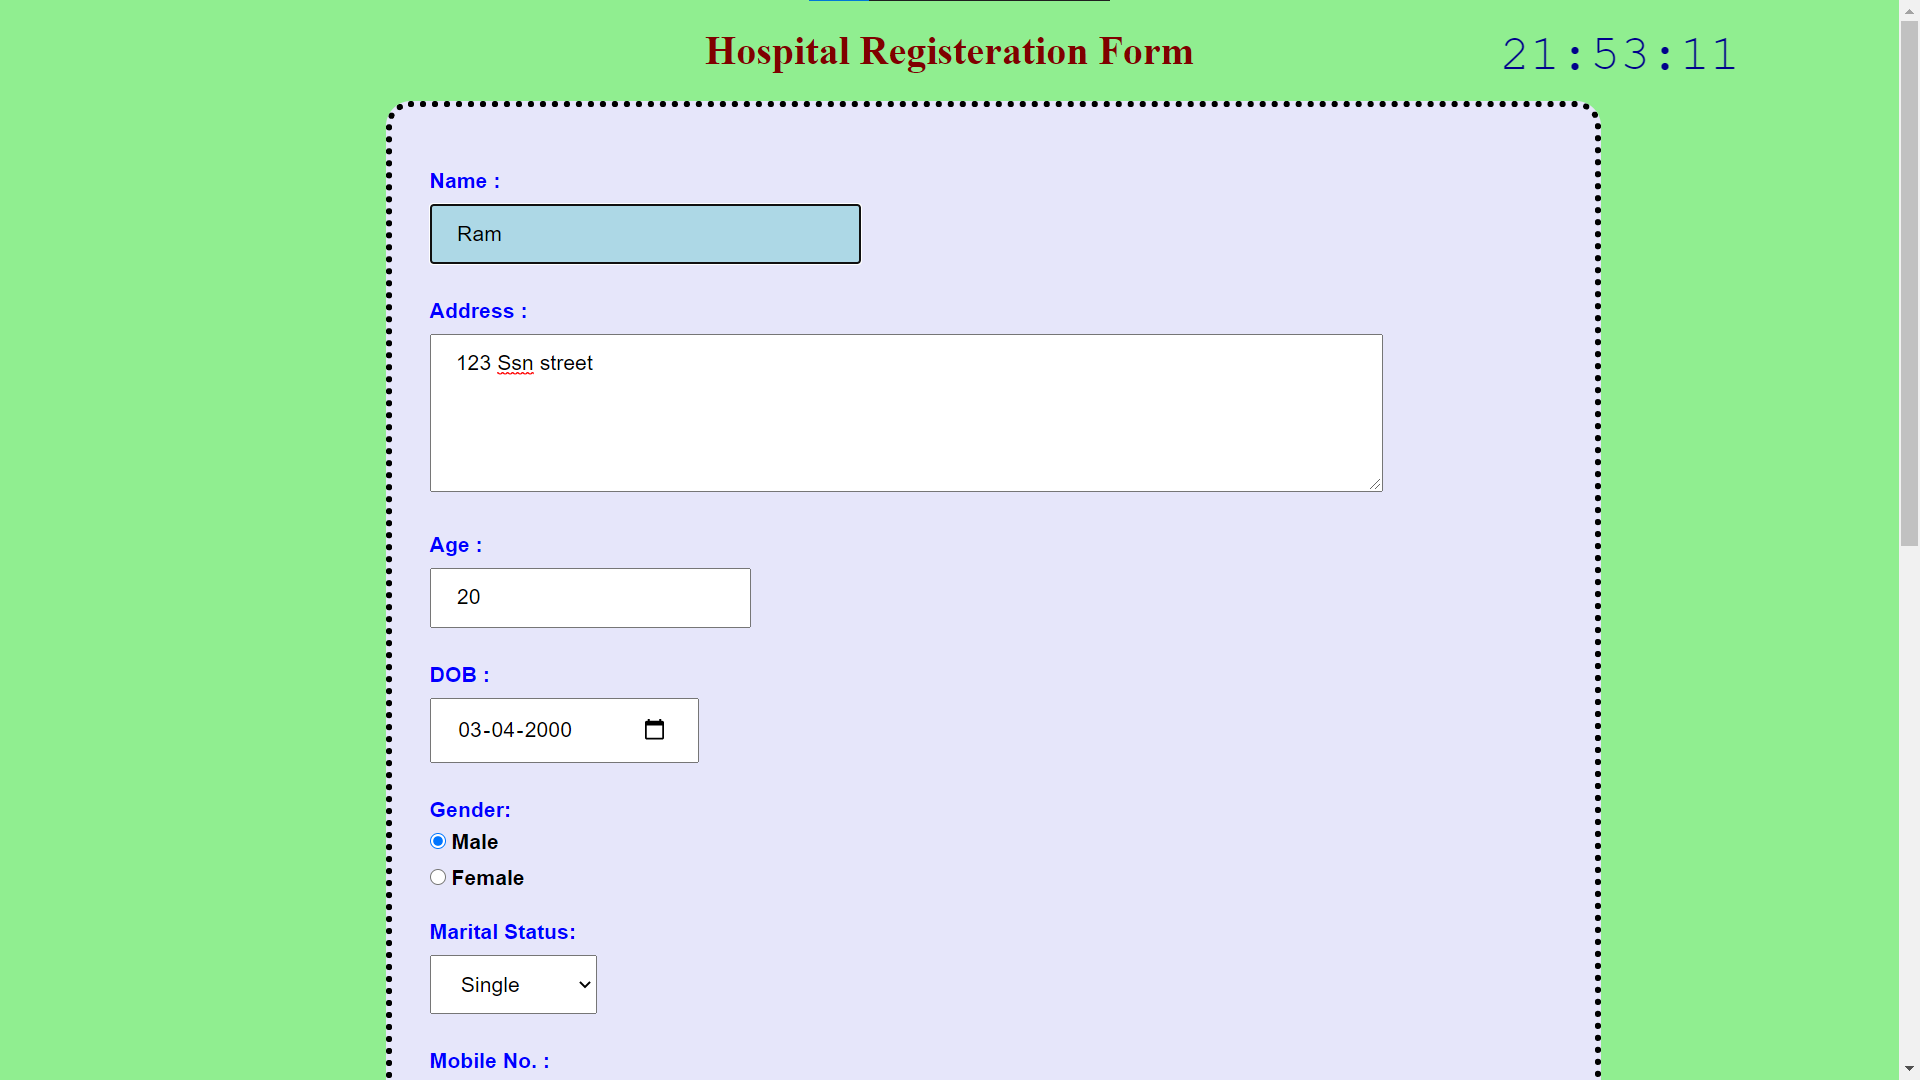 Hospital Registeration Form
21:53:11
Name :
Ram
Address :
123 Ssn street
Age :
20
DOB :
03-04-2000
Gender:
Male
Female
Marital Status:
Single
Mobile No. :